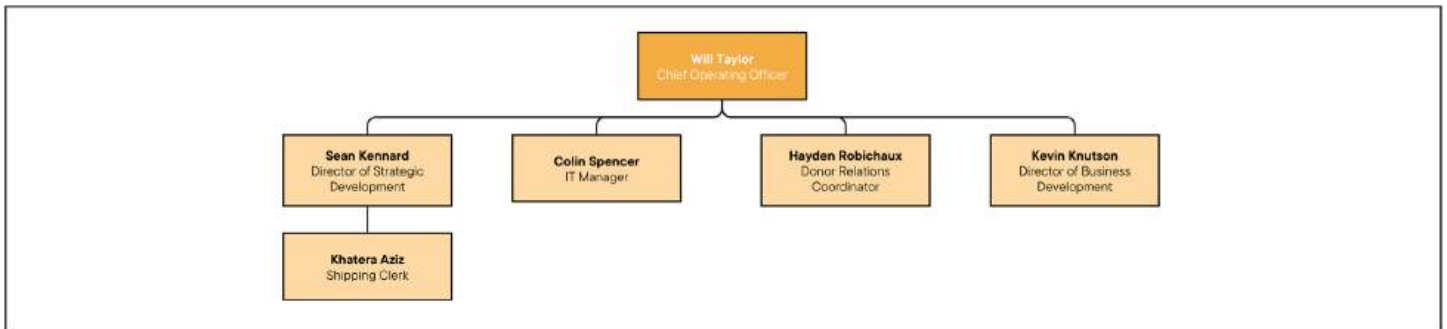 Will Taylor
Chief Operating Officer
Sean Kennard
Director of Strategic
Development
Colin Spencer
IT Manager
Hayden Robichaux
Donor Relations
Coordinator
Kevin Knutson
Director of Business
Development
Khatera Aziz
Shipping Clerk